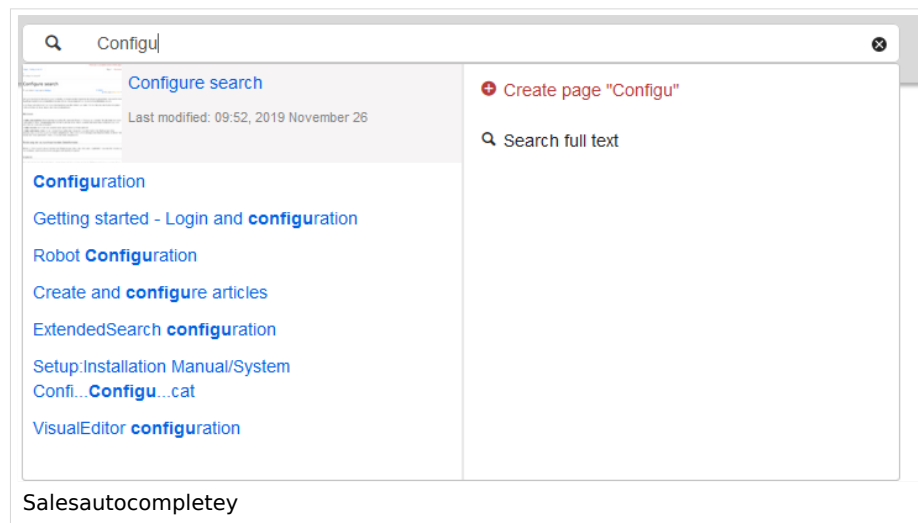 Configu
Configure search
Last modified: 09:52, 2019 November 26
Configuration
Getting started - Login and configuration
Robot Configuration
Create and configure articles
ExtendedSearch configuration
Setup:Installation Manual/System
Confi...Configu...cat
VisualEditor configuration
Create page "Configu"
Search full text
Salesautocompletey